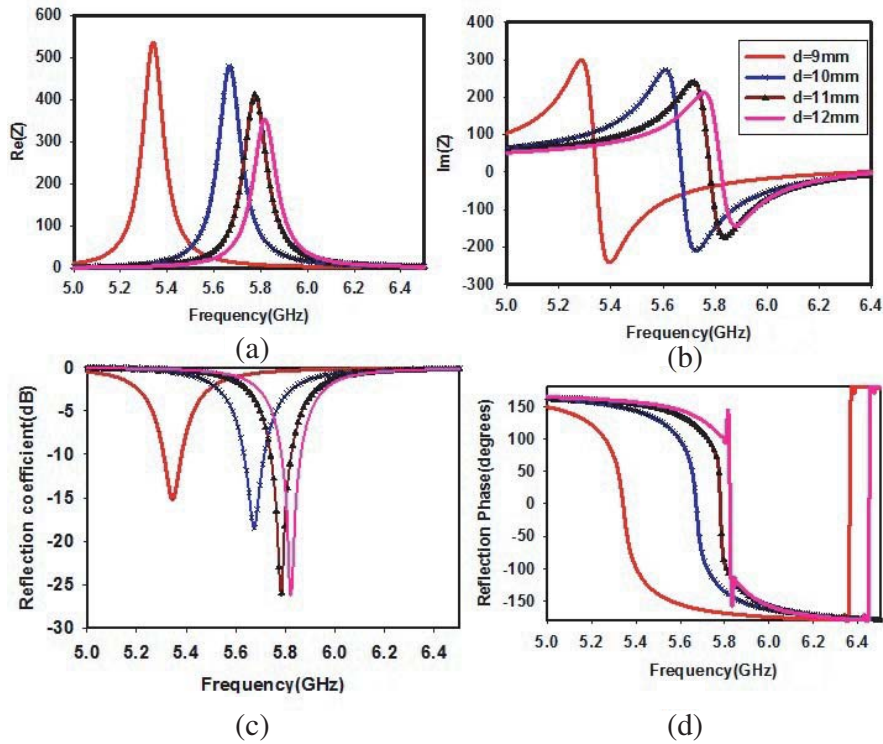 600
500
400
300
200
100
0
Re(Z)
5.0 5.2 5.4 5.6 5.8 6.0 6.2 6.4
Frequency(GHz)
(a)
400
300
200
100
0
-100
-200
-300
Im(Z)
d=9mm
d=10mm
d=11mm
d=12mm
5.0 5.2 5.4 5.6 5.8 6.0 6.2 6.4
Frequency(GHz)
(b)
0
-5
-10
-15
-20
-25
-30
Reflection coefficient(dB)
5.0 5.2 5.4 5.6 5.8 6.0 6.2 6.4
Frequency(GHz)
(c)
150
100
50
0
-50
-100
-150
Reflection Phase(degrees)
5.0 5.2 5.4 5.6 5.8 6.0 6.2 6.4
Frequency(GHz)
(d)